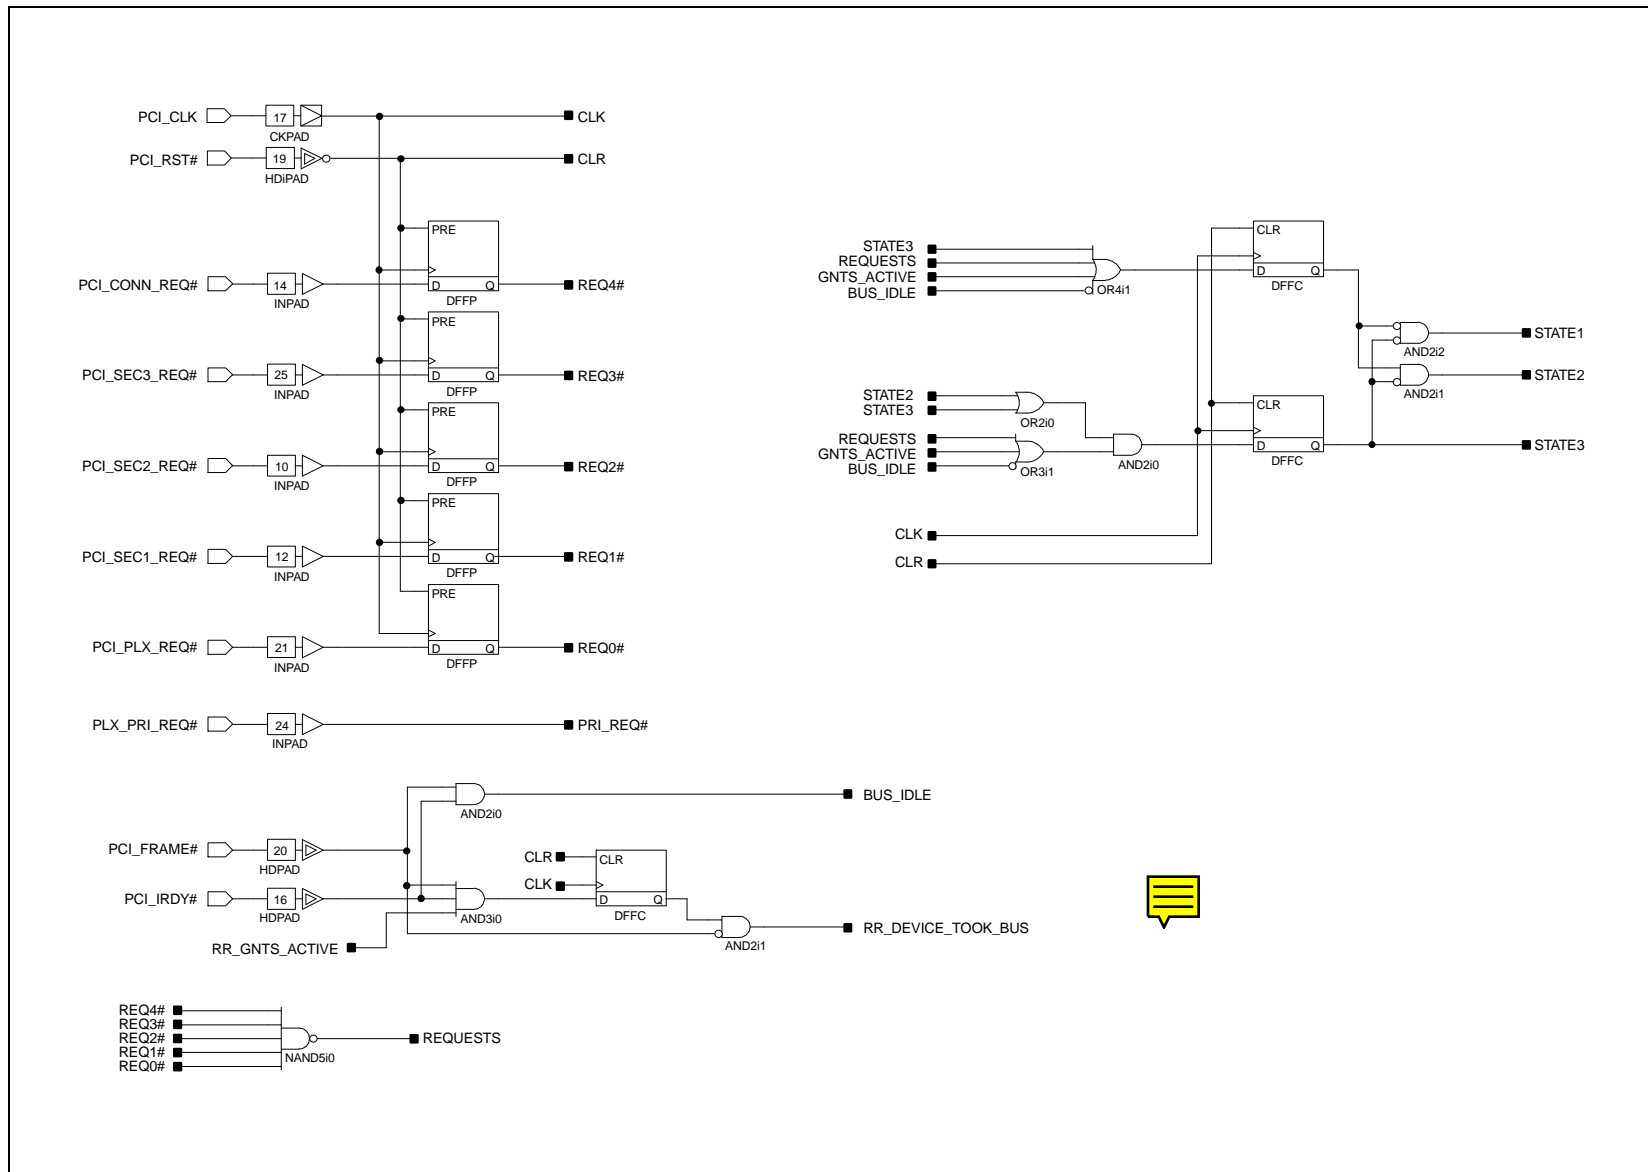 PCI_CLK 17 CKPAD CLK
PCI_RST# 19 HDiPAD CLR
PRE
PCI_CONN_REQ# 14 INPAD D Q DFFP REQ4#
PRE
PCI_SEC3_REQ# 25 INPAD D Q DFFP REQ3#
PRE
PCI_SEC2_REQ# 10 INPAD D Q DFFP REQ2#
PRE
PCI_SEC1_REQ# 12 INPAD D Q DFFP REQ1#
PRE
PCI_PLX_REQ# 21 INPAD D Q DFFP REQ0#
PLX_PRI_REQ# 24 INPAD PRI_REQ#
AND2i0 BUS_IDLE
PCI_FRAME# 20 HDPAD
PCI_IRDY# 16 HDPAD
AND3i0
RR_GNTS_ACTIVE
CLR CLR
CLK
D Q
DFFC
AND2i1
RR_DEVICE_TOOK_BUS
REQ4#
REQ3#
REQ2#
REQ1#
REQ0#
NAND5i0
REQUESTS
STATE3
REQUESTS
GNTS_ACTIVE
BUS_IDLE
OR4i1
CLR
D Q
DFFC
AND2i2
STATE1
AND2i1
STATE2
STATE2
STATE3
OR2i0
REQUESTS
GNTS_ACTIVE
BUS_IDLE
OR3i1
AND2i0
CLR
D Q
DFFC
STATE3
CLK
CLR